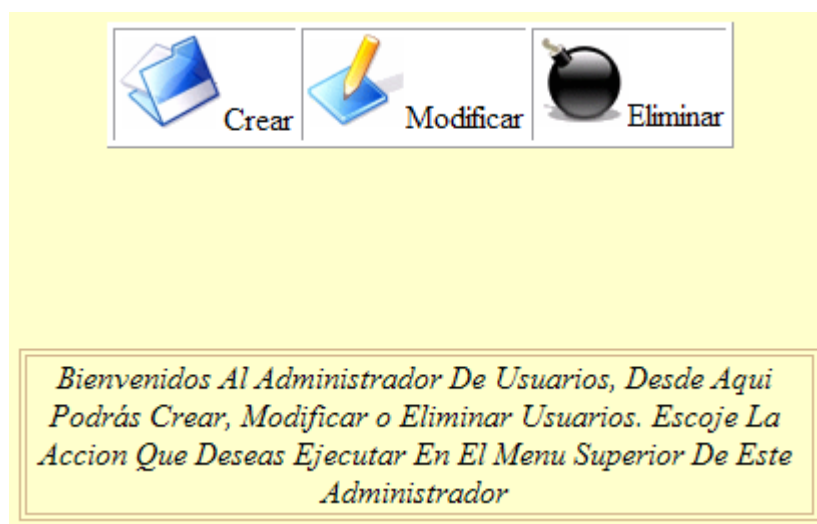 Crear Modificar Eliminar
Bienvenidos Al Administrador De Usuarios, Desde Aqui
Podrás Crear, Modificar o Eliminar Usuarios. Escoje La
Accion Que Deseas Ejecutar En El Menu Superior De Este
Administrador